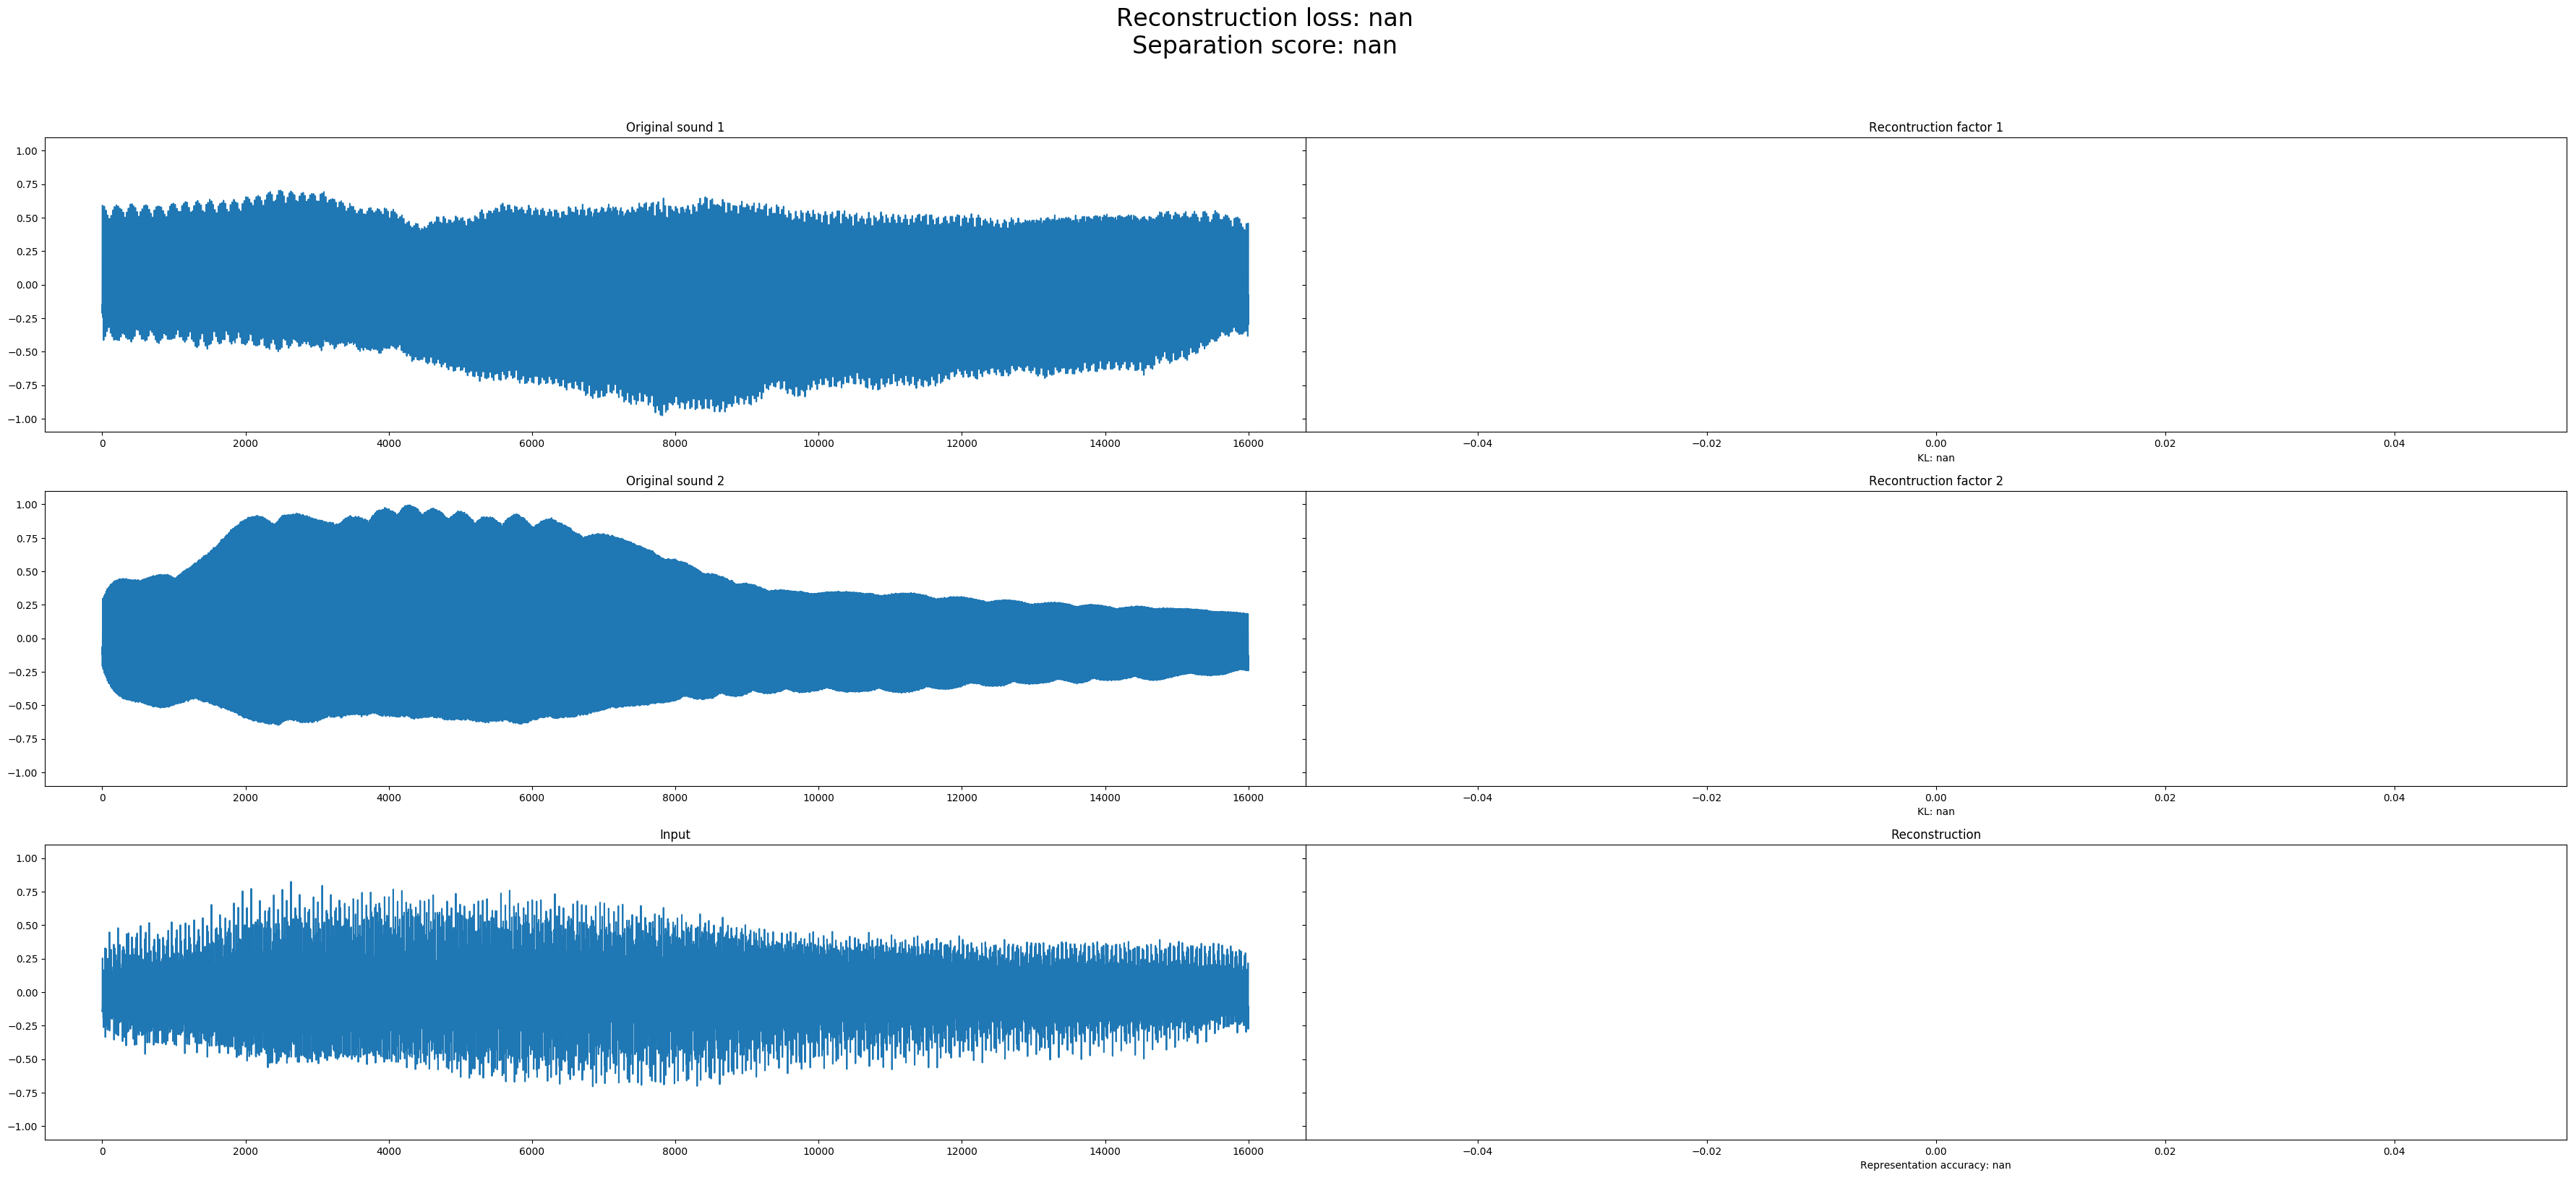 Reconstruction loss: nan
Separation score: nan
Original sound 1
Recontruction factor 1
1.00
0.75
0.50
0.25
0.00
−0.25
−0.50
−0.75
−1.00
0 2000 4000 6000 8000 10000 12000 14000 16000
−0.04 −0.02 0.00 0.02 0.04
KL: nan
Original sound 2
Recontruction factor 2
1.00
0.75
0.50
0.25
0.00
−0.25
−0.50
−0.75
−1.00
0 2000 4000 6000 8000 10000 12000 14000 16000
−0.04 −0.02 0.00 0.02 0.04
KL: nan
Input
Reconstruction
1.00
0.75
0.50
0.25
0.00
−0.25
−0.50
−0.75
−1.00
0 2000 4000 6000 8000 10000 12000 14000 16000
−0.04 −0.02 0.00 0.02 0.04
Representation accuracy: nan